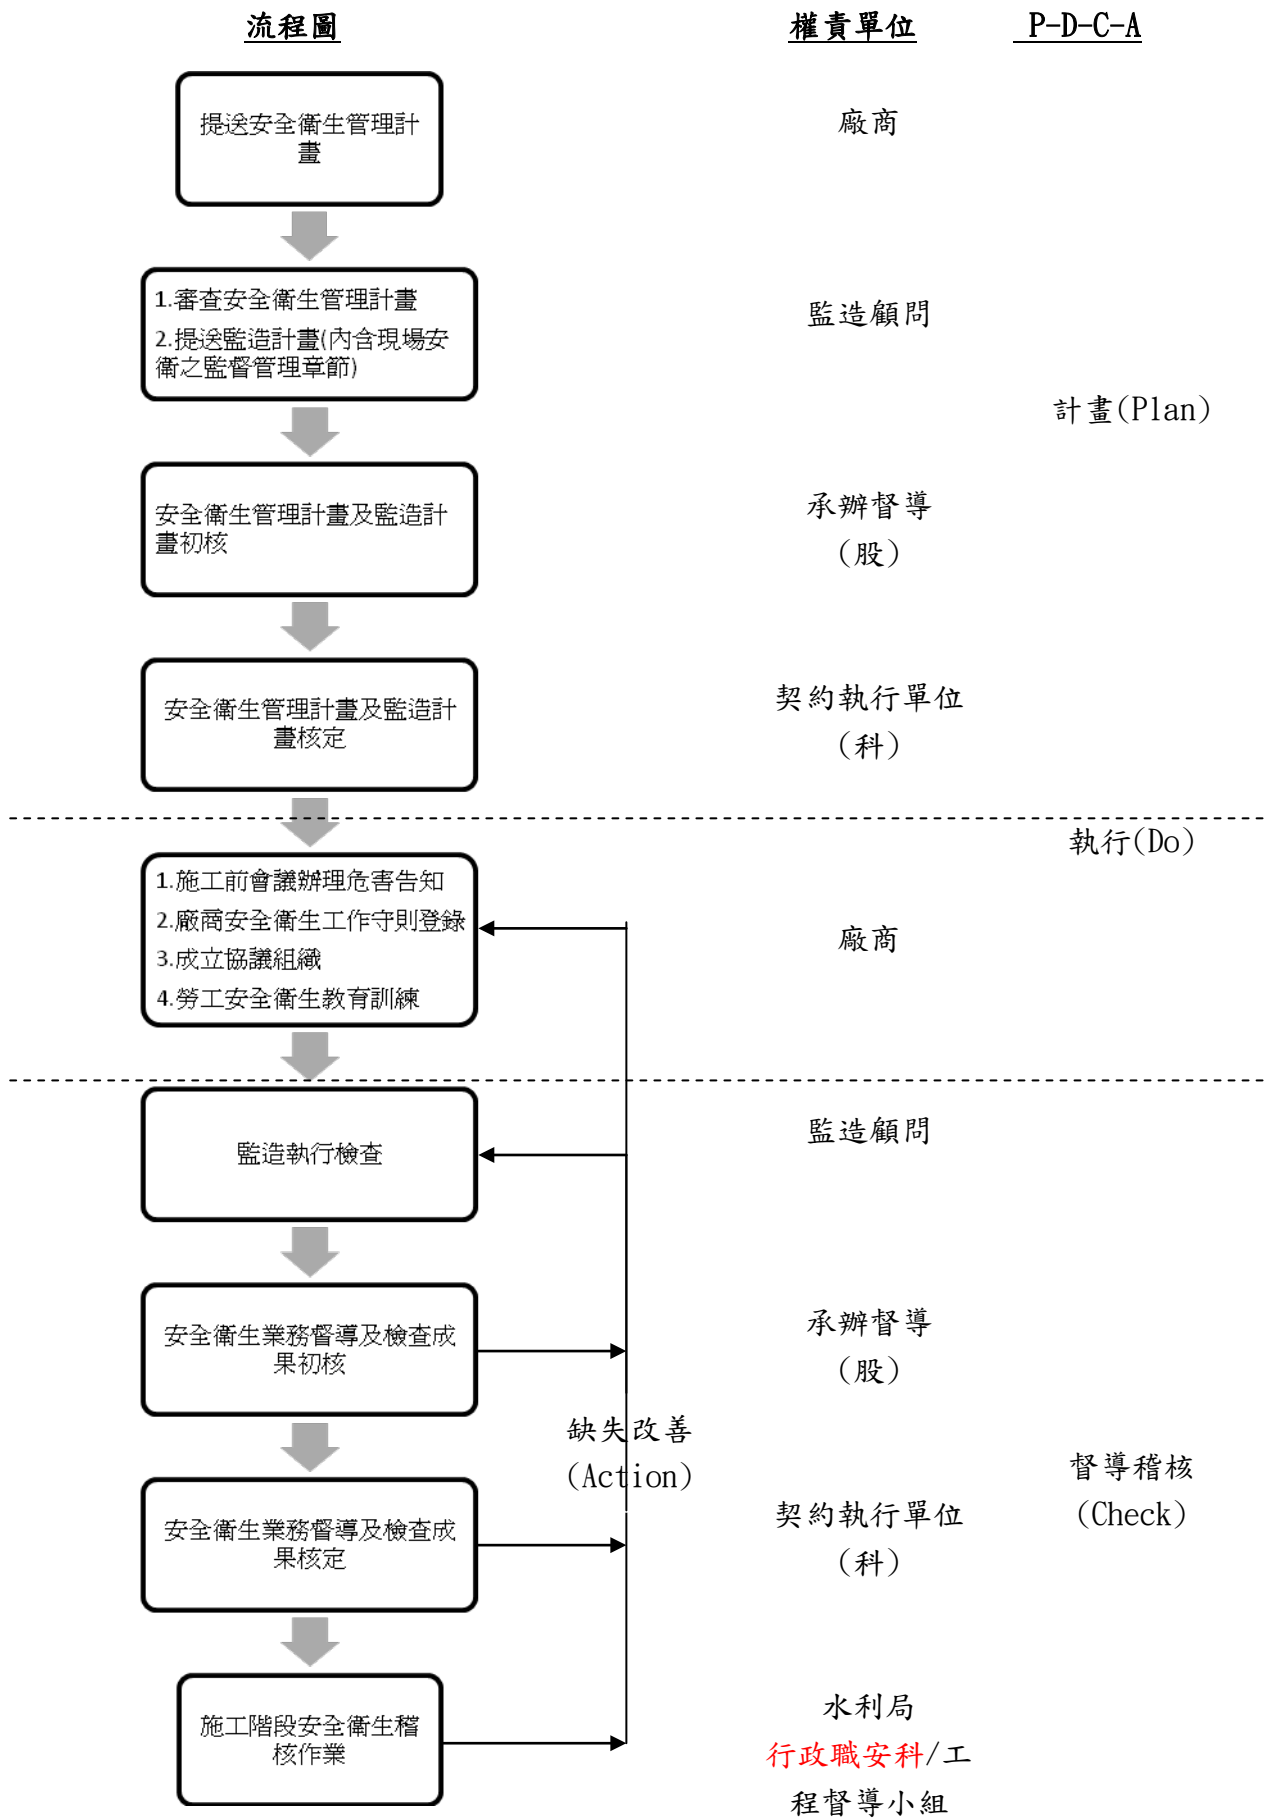 流程圖
權責單位
P-D-C-A
提送安全衛生管理計
畫
廠商
1.審查安全衛生管理計畫
2.提送監造計畫(內含現場安
衛之監督管理章節)
監造顧問
計畫(Plan)
安全衛生管理計畫及監造計
畫初核
承辦督導
(股)
安全衛生管理計畫及監造計
畫核定
契約執行單位
(科)
執行(Do)
1.施工前會議辦理危害告知
2.廠商安全衛生工作守則登錄
3.成立協議組織
4.勞工安全衛生教育訓練
廠商
監造執行檢查
監造顧問
安全衛生業務督導及檢查成
果初核
承辦督導
(股)
缺失改善
(Action)
督導稽核
(Check)
安全衛生業務督導及檢查成
果核定
契約執行單位
(科)
施工階段安全衛生稽
核作業
水利局
行政職安科/工
程督導小組